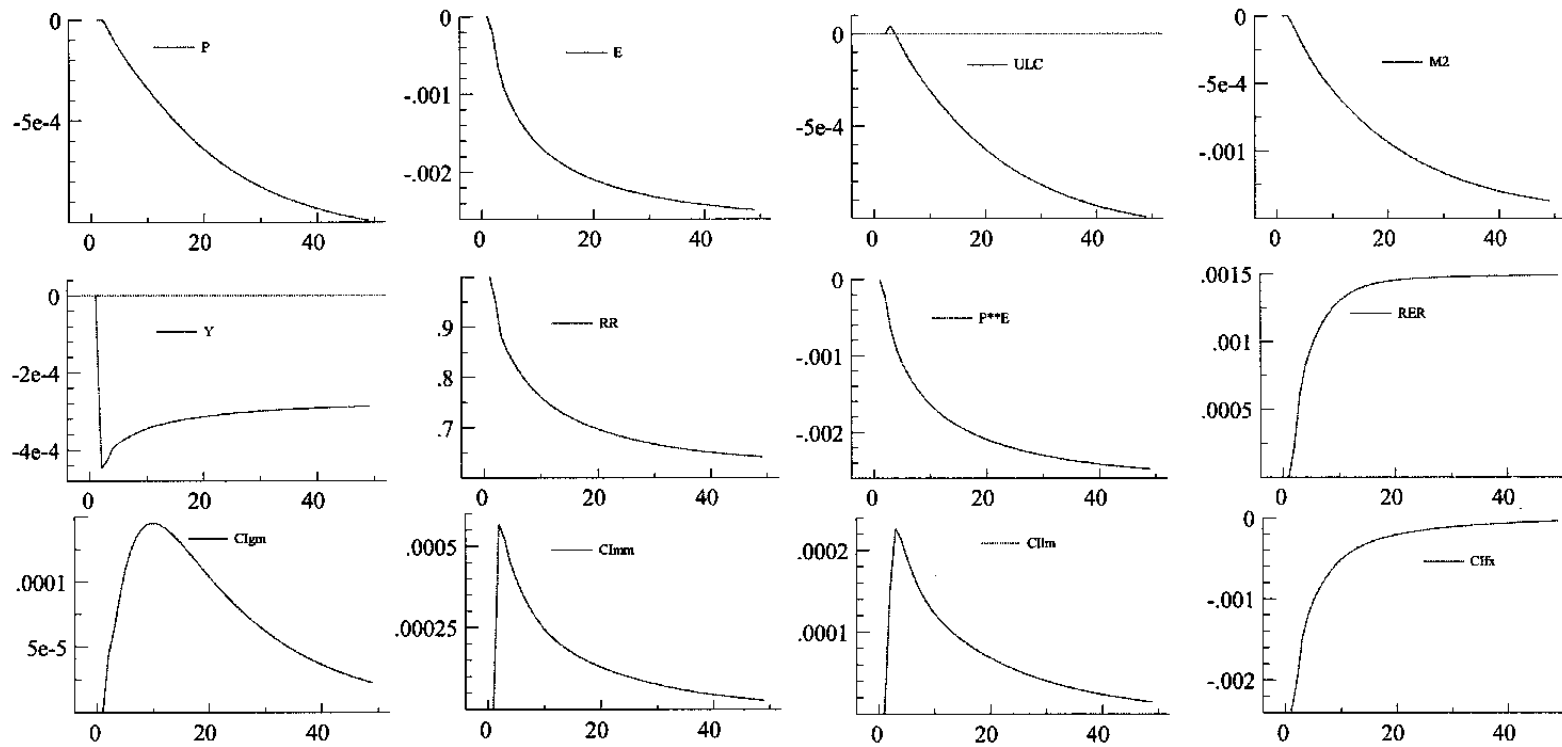 0
P
-5e-4
0 20 40
0
E
-.001
-.002
0 20 40
0
ULC
-5e-4
0 20 40
0
M2
-5e-4
-.001
0 20 40
0
Y
-2e-4
-4e-4
0 20 40
.9
RR
.8
.7
0 20 40
0
P**E
-.001
-.002
0 20 40
.0015
RER
.001
.0005
0 20 40
CIgm
.0001
5e-5
0 20 40
.0005
CImm
.00025
0 20 40
.0002
CIlm
.0001
0 20 40
0
CIfx
-.001
-.002
0 20 40